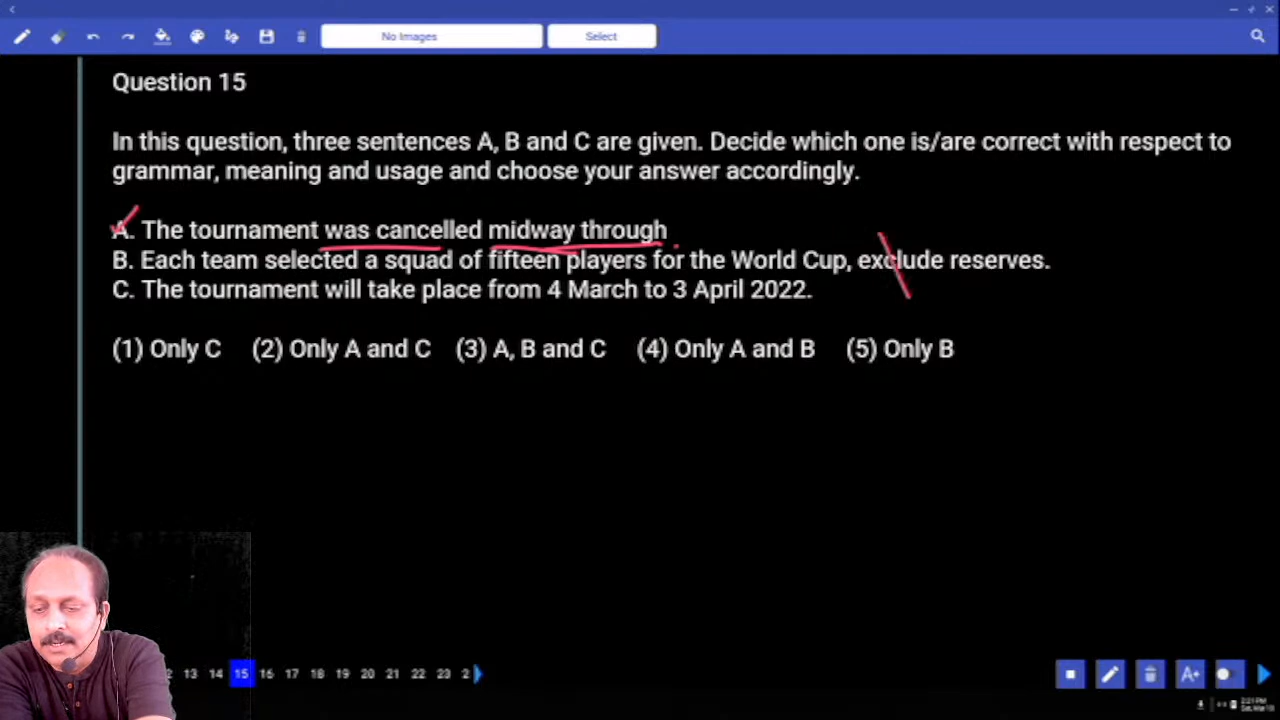 No Images
Select
Question 15
In this question, three sentences A, B and C are given. Decide which one is/are correct with respect to
grammar, meaning and usage and choose your answer accordingly.
A. The tournament was cancelled midway through
B. Each team selected a squad of fifteen players for the World Cup, exclude reserves.
C. The tournament will take place from 4 March to 3 April 2022.
(1) Only C (2) Only A and C (3) A, B and C (4) Only A and B (5) Only B
13 14 15 16 17 18 19 20 21 22 23 2
A+